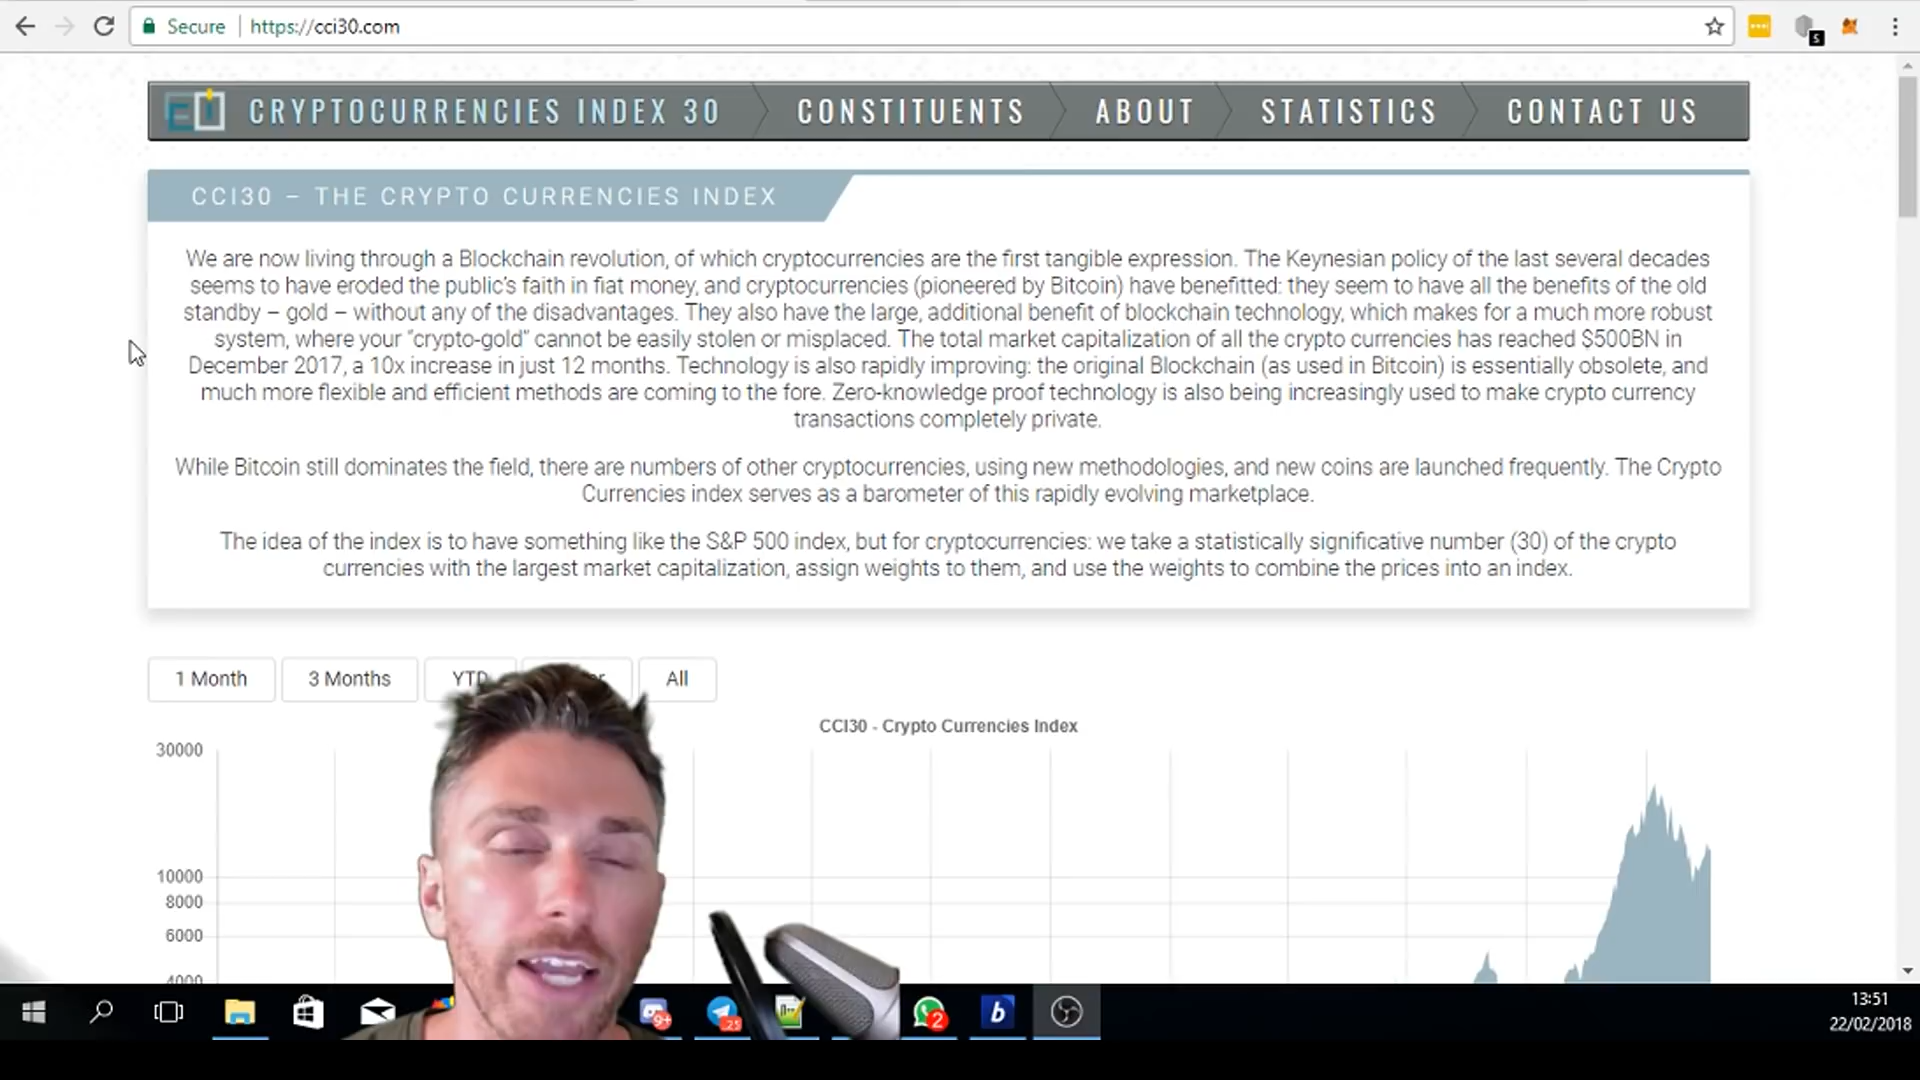 Secure https://cci30.com
CRYPTOCURRENCIES INDEX 30 CONSTITUENTS ABOUT STATISTICS CONTACT US
CCI30 – THE CRYPTO CURRENCIES INDEX
We are now living through a Blockchain revolution, of which cryptocurrencies are the first tangible expression. The Keynesian policy of the last several decades
seems to have eroded the public's faith in fiat money, and cryptocurrencies (pioneered by Bitcoin) have benefitted: they seem to have all the benefits of the old
standby – gold – without any of the disadvantages. They also have the large, additional benefit of blockchain technology, which makes for a much more robust
system, where your "crypto-gold" cannot be easily stolen or misplaced. The total market capitalization of all the crypto currencies has reached $500BN in
December 2017, a 10x increase in just 12 months. Technology is also rapidly improving: the original Blockchain (as used in Bitcoin) is essentially obsolete, and
much more flexible and efficient methods are coming to the fore. Zero-knowledge proof technology is also being increasingly used to make crypto currency
transactions completely private.
While Bitcoin still dominates the field, there are numbers of other cryptocurrencies, using new methodologies, and new coins are launched frequently. The Crypto
Currencies index serves as a barometer of this rapidly evolving marketplace.
The idea of the index is to have something like the S&P 500 index, but for cryptocurrencies: we take a statistically significative number (30) of the crypto
currencies with the largest market capitalization, assign weights to them, and use the weights to combine the prices into an index.
1 Month 3 Months YTD All
CCI30 - Crypto Currencies Index
30000
10000
8000
6000
4000
9+ 25 2 b
13:51
22/02/2018